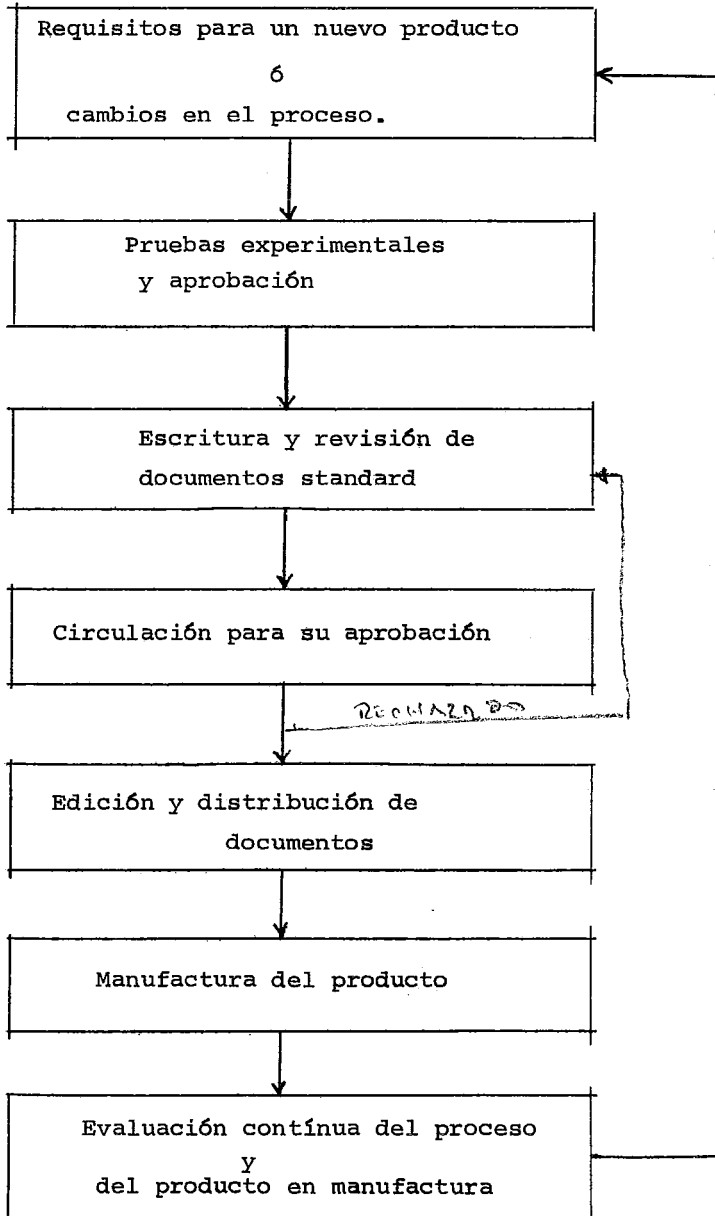 Requisitos para un nuevo producto
ó
cambios en el proceso.
Pruebas experimentales
y aprobación
Escritura y revisión de
documentos standard
Circulación para su aprobación
RECHAZADO
Edición y distribución de
documentos
Manufactura del producto
Evaluación contínua del proceso
y
del producto en manufactura